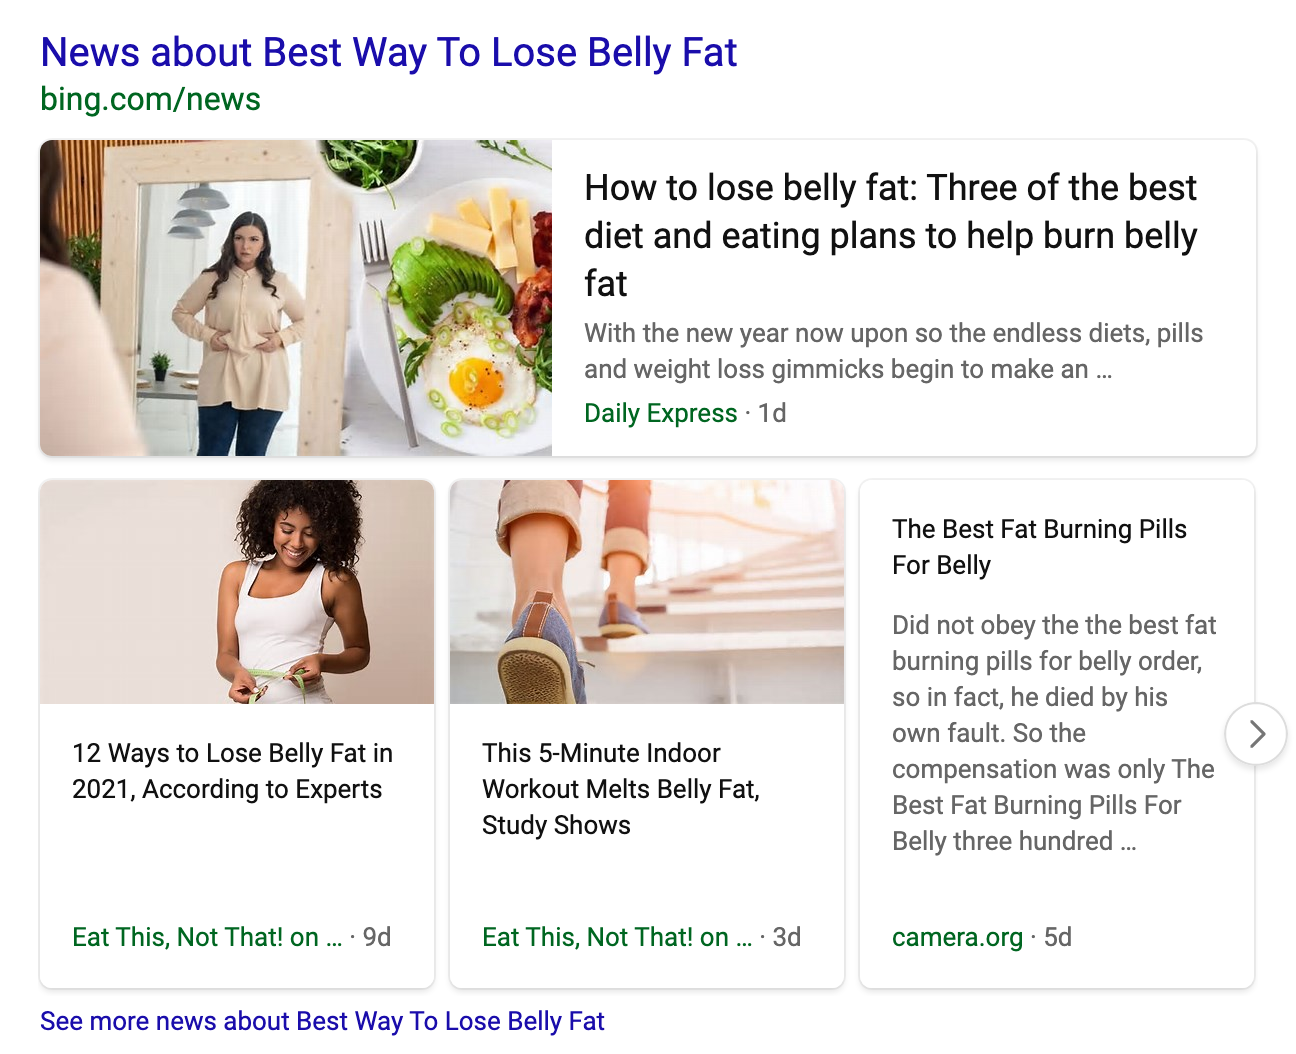 News about Best Way To Lose Belly Fat
bing.com/news
How to lose belly fat: Three of the best
diet and eating plans to help burn belly
fat
With the new year now upon so the endless diets, pills
and weight loss gimmicks begin to make an ...
Daily Express · 1d
12 Ways to Lose Belly Fat in
2021, According to Experts
Eat This, Not That! on ... · 9d
This 5-Minute Indoor
Workout Melts Belly Fat,
Study Shows
Eat This, Not That! on ... · 3d
The Best Fat Burning Pills
For Belly
Did not obey the the best fat
burning pills for belly order,
so in fact, he died by his
own fault. So the
compensation was only The
Best Fat Burning Pills For
Belly three hundred ...
camera.org · 5d
See more news about Best Way To Lose Belly Fat